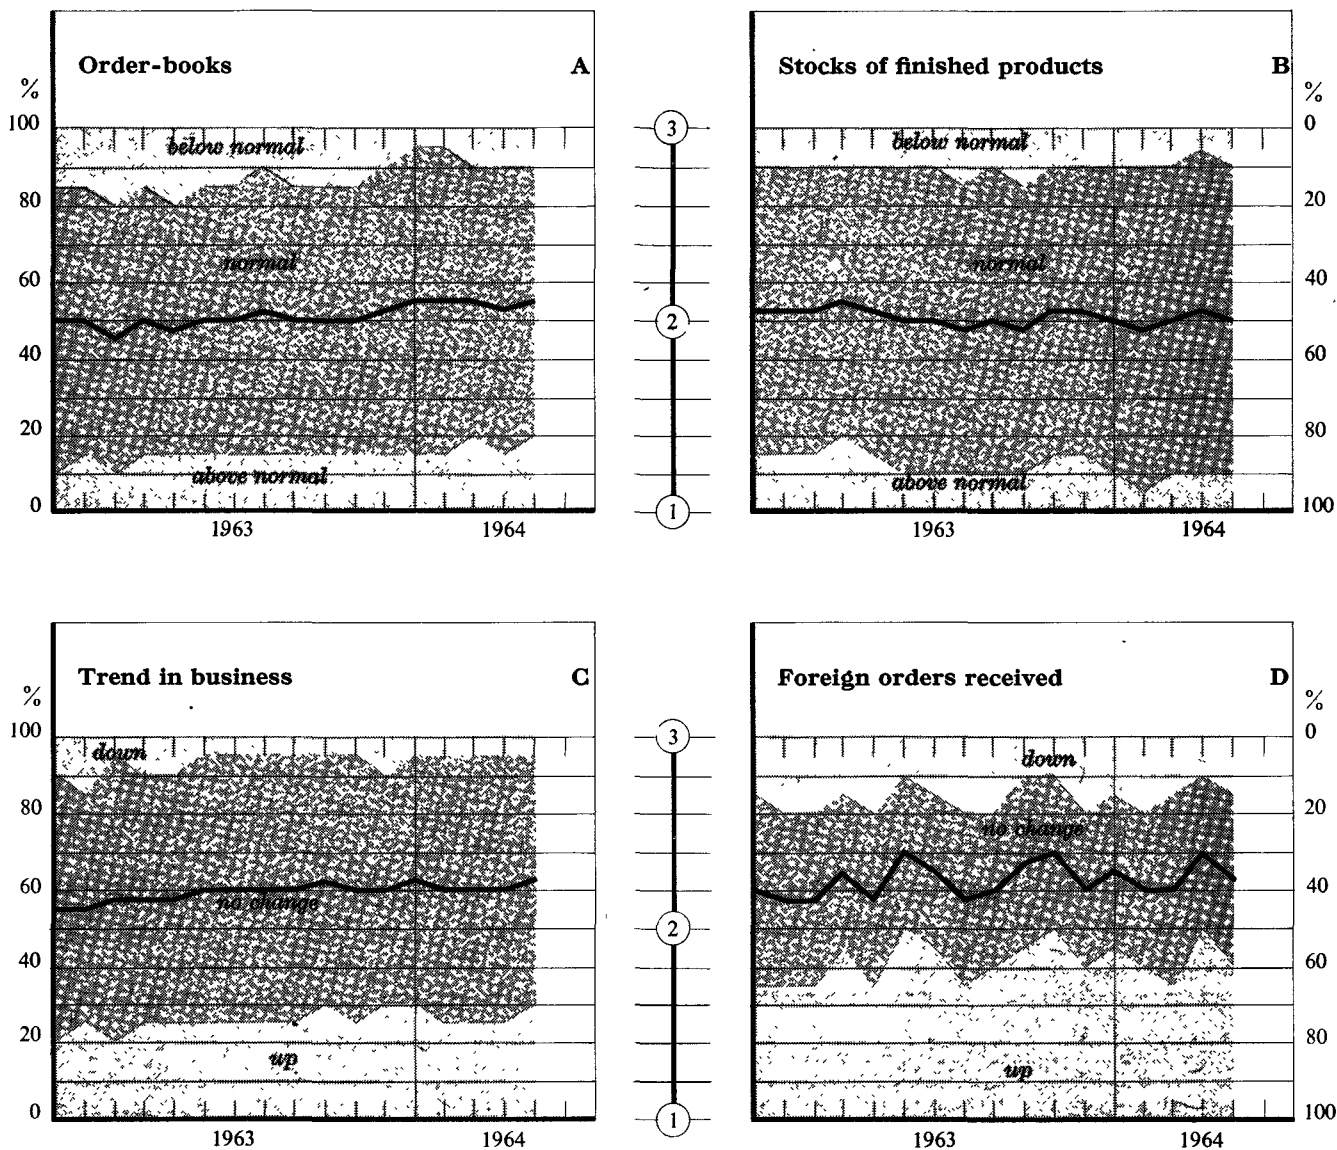 Order-books A
%
100
80
60
40
20
0
below normal
normal
above normal
1963 1964
3
2
1
Stocks of finished products B
%
0
20
40
60
80
100
below normal
normal
above normal
1963 1964
Trend in business C
%
100
80
60
40
20
0
down
no change
up
1963 1964
3
2
1
Foreign orders received D
%
0
20
40
60
80
100
down
no change
up
1963 1964